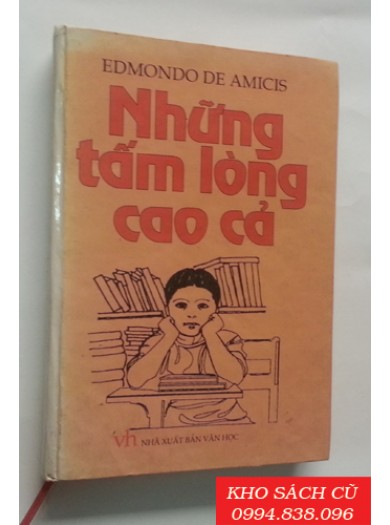 EDMONDO DE AMICIS
Những
tấm lòng
cao cả
vh NHÀ XUẤT BẢN VĂN HỌC
KHO SÁCH CŨ
0994.838.096